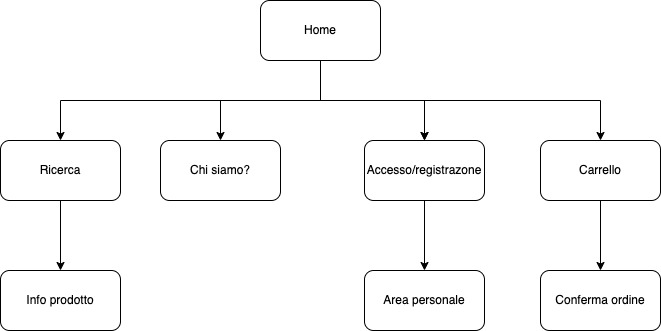 Home
Ricerca
Chi siamo?
Accesso/registrazone
Carrello
Info prodotto
Area personale
Conferma ordine